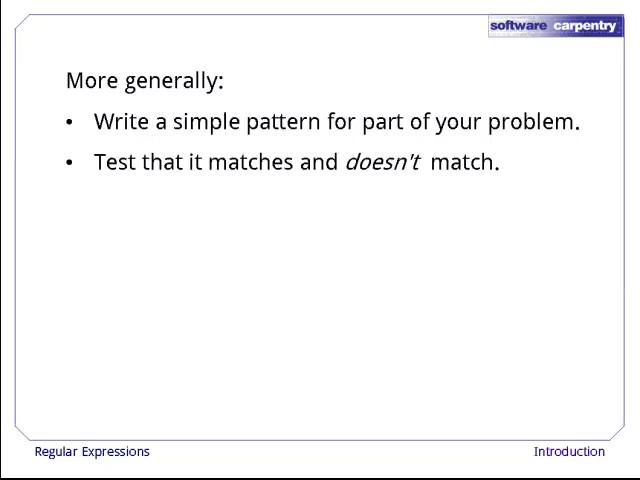 software carpentry
More generally:
• Write a simple pattern for part of your problem.
• Test that it matches and doesn't match.
Regular Expressions
Introduction